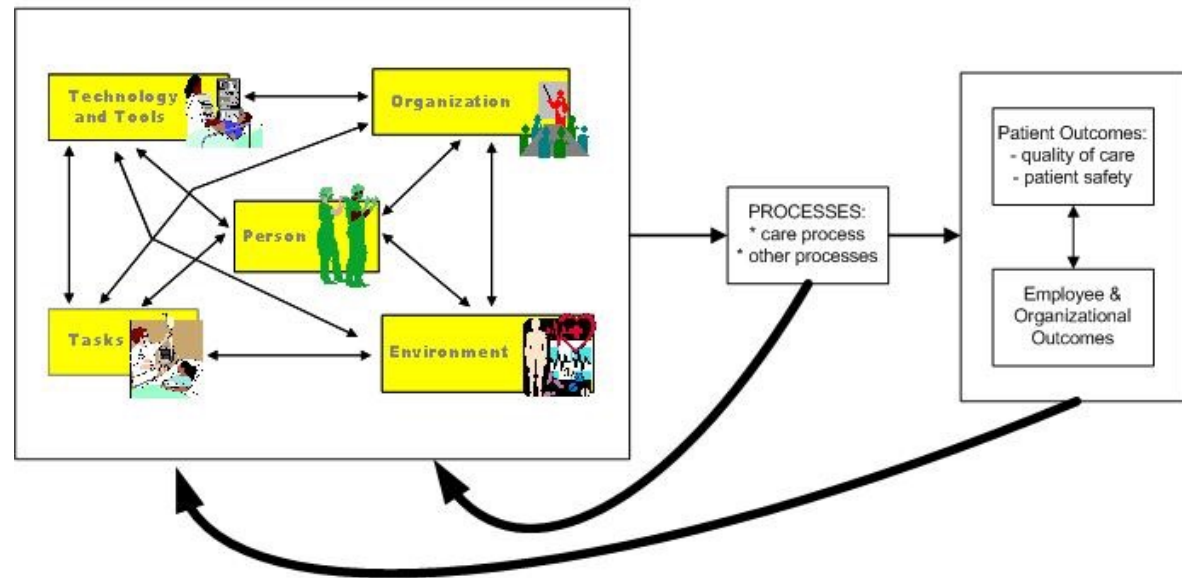 Technology
and Tools
Organization
Person
Tasks
Environment
PROCESSES:
* care process
* other processes
Patient Outcomes:
- quality of care
- patient safety
Employee &
Organizational
Outcomes